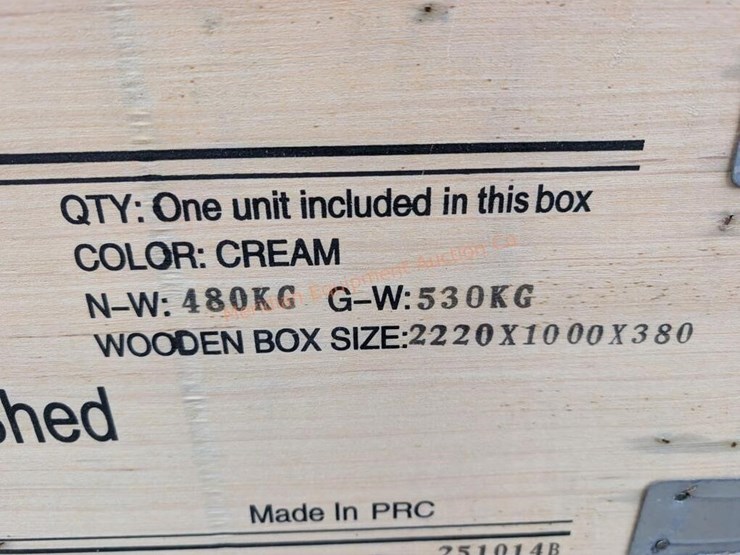 QTY: One unit included in this box
COLOR: CREAM
N-W: 480KG G-W:530KG
WOODEN BOX SIZE:2220X1000X380
hed
Made In PRC
251014B